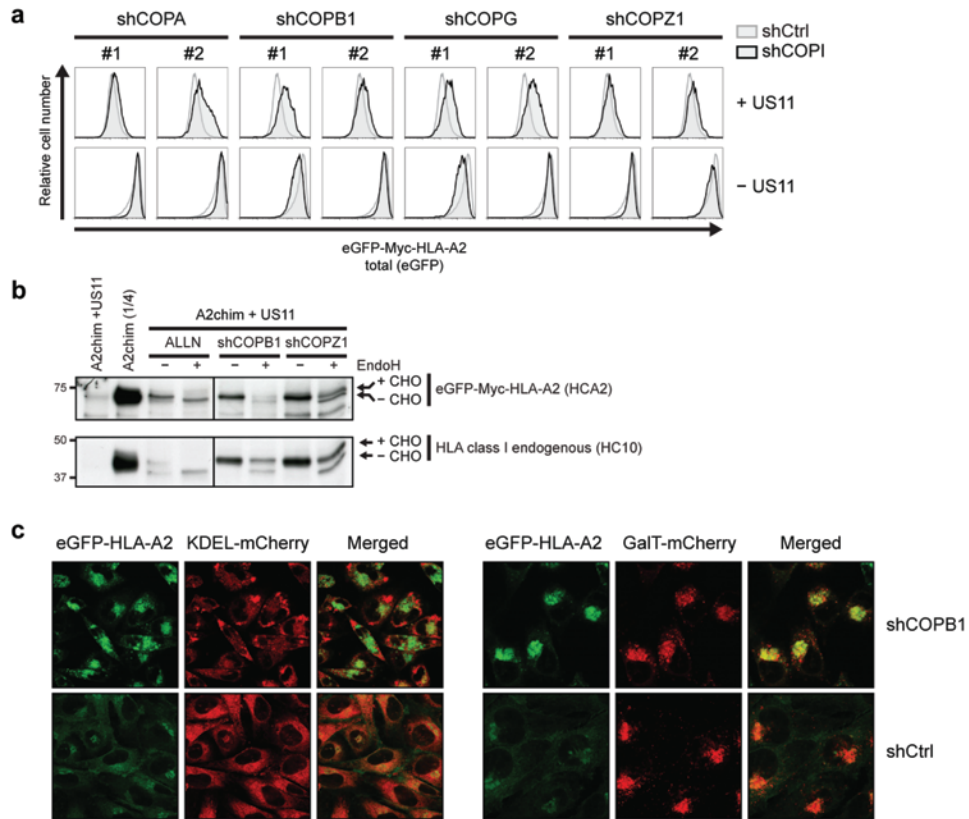 a
shCOPA shCOPB1 shCOPG shCOPZ1
shCtrl
shCOPI
#1 #2 #1 #2 #1 #2 #1 #2
Relative cell number
+ US11
− US11
eGFP-Myc-HLA-A2
total (eGFP)
b
A2chim +US11
A2chim (1/4)
A2chim + US11
ALLN shCOPB1 shCOPZ1
− + − + − + EndoH
75
+ CHO
− CHO
eGFP-Myc-HLA-A2 (HCA2)
50
+ CHO
− CHO
HLA class I endogenous (HC10)
37
c
eGFP-HLA-A2 KDEL-mCherry Merged eGFP-HLA-A2 GalT-mCherry Merged
shCOPB1
shCtrl